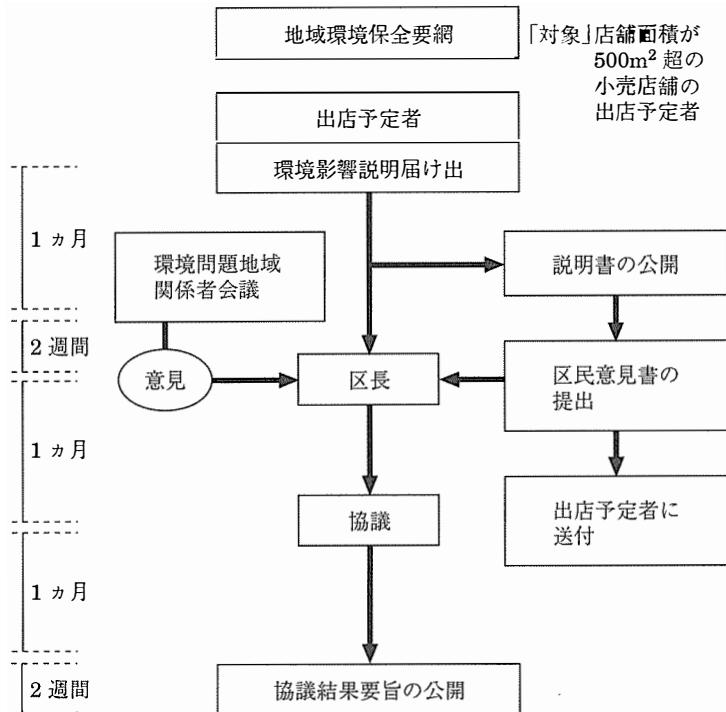 地域環境保全要網
「対象」店舗面積が
500m² 超の
小売店舗の
出店予定者
出店予定者
環境影響説明届け出
1 ヵ月
環境問題地域
関係者会議
説明書の公開
2 週間
意見
区長
区民意見書の
提出
1 ヵ月
協議
出店予定者に
送付
1 ヵ月
2 週間
協議結果要旨の公開